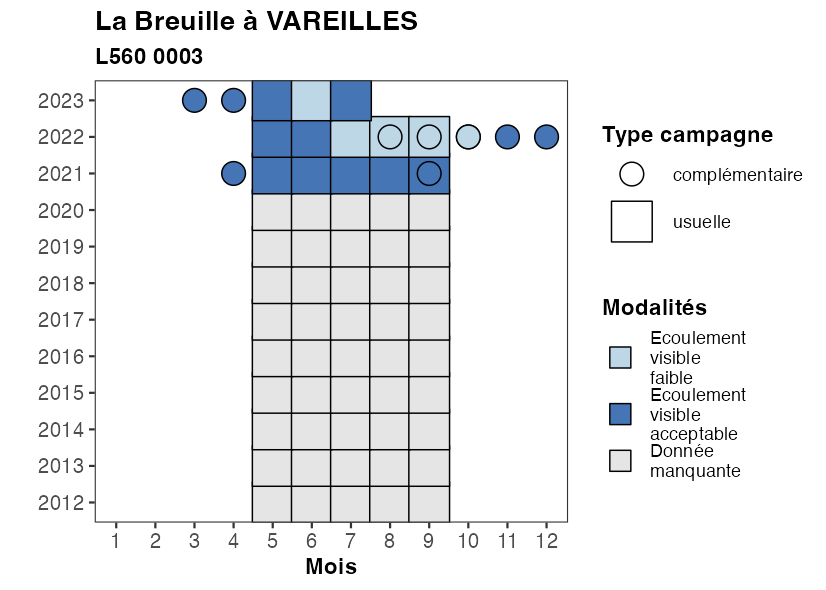 La Breuille à VAREILLES
L560 0003
2023
2022
2021
2020
2019
2018
2017
2016
2015
2014
2013
2012
1 2 3 4 5 6 7 8 9 10 11 12
Mois
Type campagne
complémentaire
usuelle
Modalités
Ecoulement
visible
faible
Ecoulement
visible
acceptable
Donnée
manquante